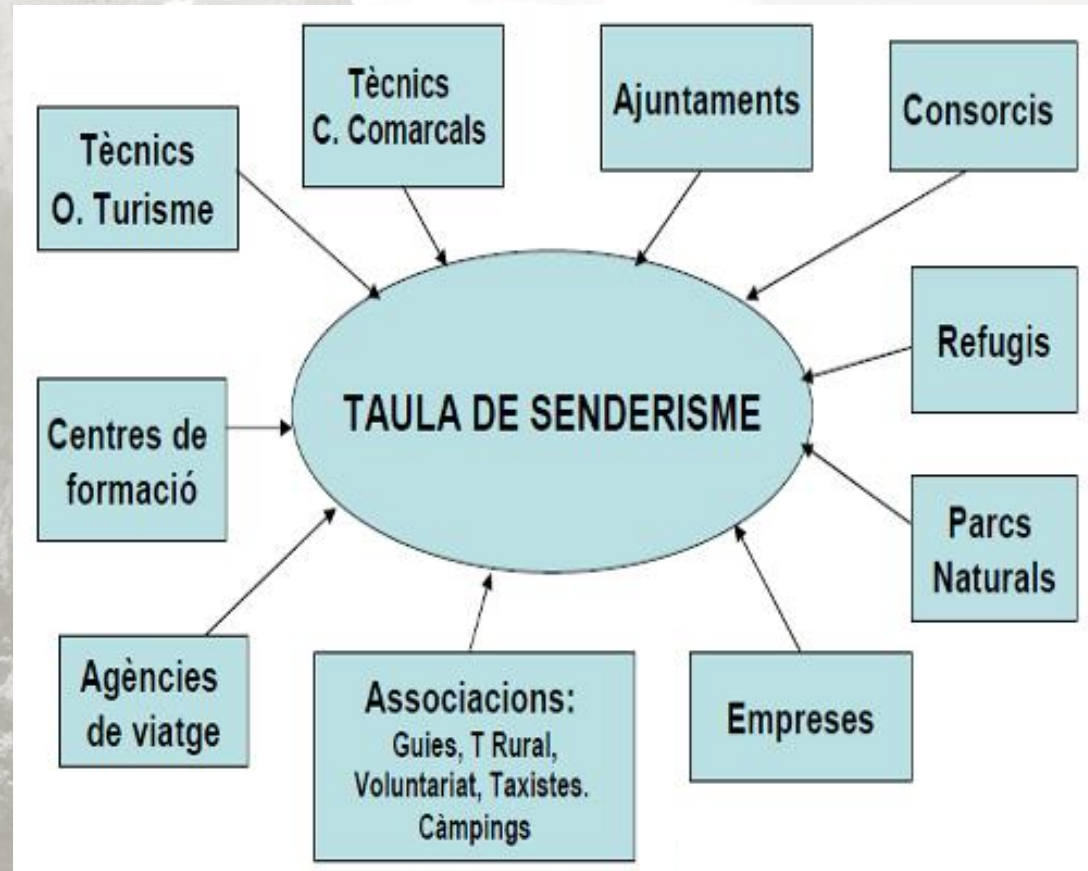 Tècnics
C. Comarcals
Ajuntaments
Consorcis
Tècnics
O. Turisme
Refugis
TAULA DE SENDERISME
Centres de
formació
Parcs
Naturals
Agències
de viatge
Associacions:
Guies, T Rural,
Voluntariat, Taxistes.
Càmpings
Empreses